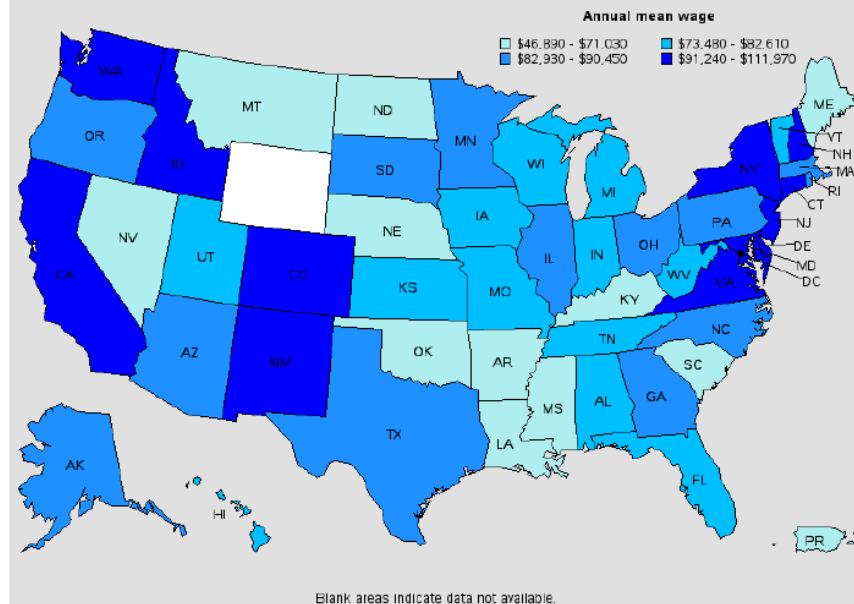 Annual mean wage
$46,890 - $71,030 $73,480 - $82,610
$82,930 - $90,450 $91,240 - $111,970
WA
MT
ND
ME
OR
MN
VT
ID
SD
WI
NY
NH
MA
MI
RI
CT
NV
NE
IA
PA
NJ
UT
IL
IN
OH
DE
CA
CO
KS
MO
WV
VA
MD
DC
KY
AZ
NM
OK
AR
TN
NC
SC
TX
LA
MS
AL
GA
AK
FL
HI
PR
Blank areas indicate data not available.